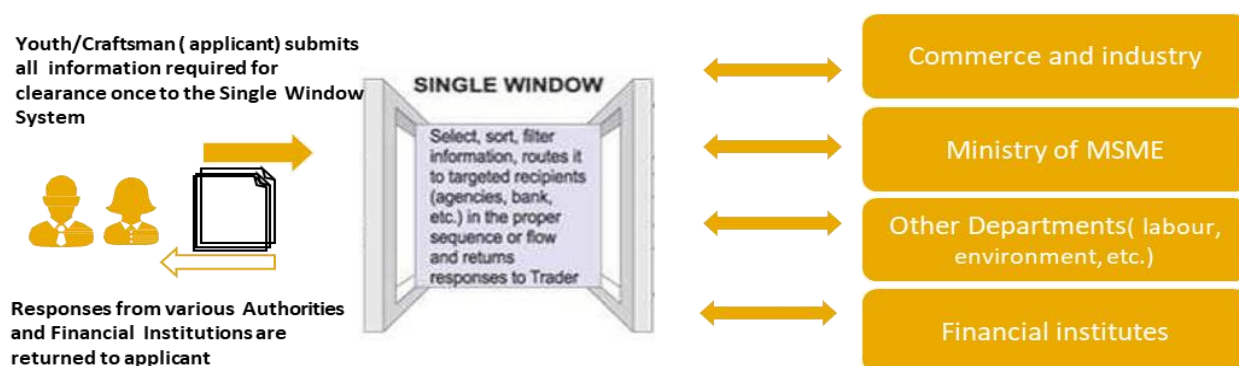 Youth/Craftsman ( applicant) submits
all information required for
clearance once to the Single Window
System
Responses from various Authorities
and Financial Institutions are
returned to applicant
SINGLE WINDOW
Select, sort, filter
information, routes it
to targeted recipients
(agencies, bank,
etc.) in the proper
sequence or flow
and returns
responses to Trader
Commerce and industry
Ministry of MSME
Other Departments( labour,
environment, etc.)
Financial institutes